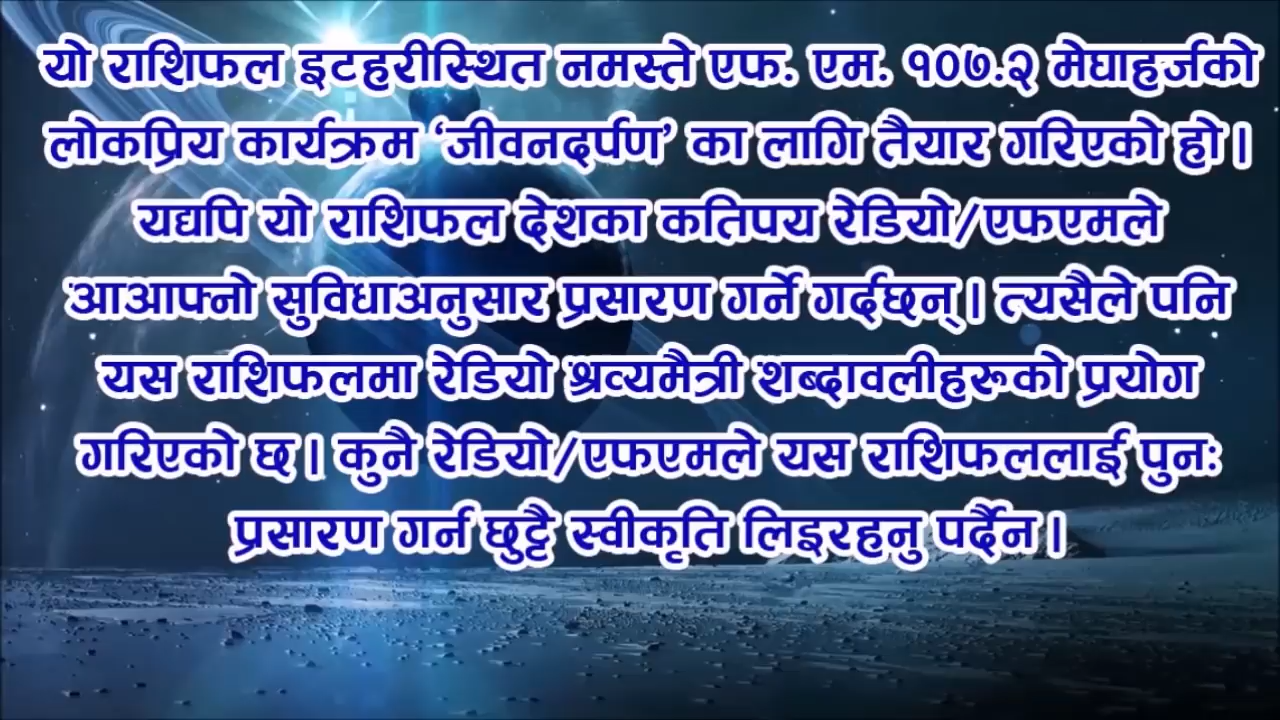 यो राशिफल इटहरीस्थित नमस्ते एफ. एम. १०७.२ मेघाहर्जको
लोकप्रिय कार्यक्रम ‘जीवनदर्पण’ का लागि तैयार गरिएको हो ।
यद्यपि यो राशिफल देशका कतिपय रेडियो/एफएमले
आआफ्नो सुविधाअनुसार प्रसारण गर्ने गर्दछन् । त्यसैले पनि
यस राशिफलमा रेडियो श्रव्यमैत्री शब्दावलीहरूको प्रयोग
गरिएको छ । कुनै रेडियो/एफएमले यस राशिफललाई पुनः
प्रसारण गर्न छुट्टै स्वीकृति लिइरहनु पर्दैन ।